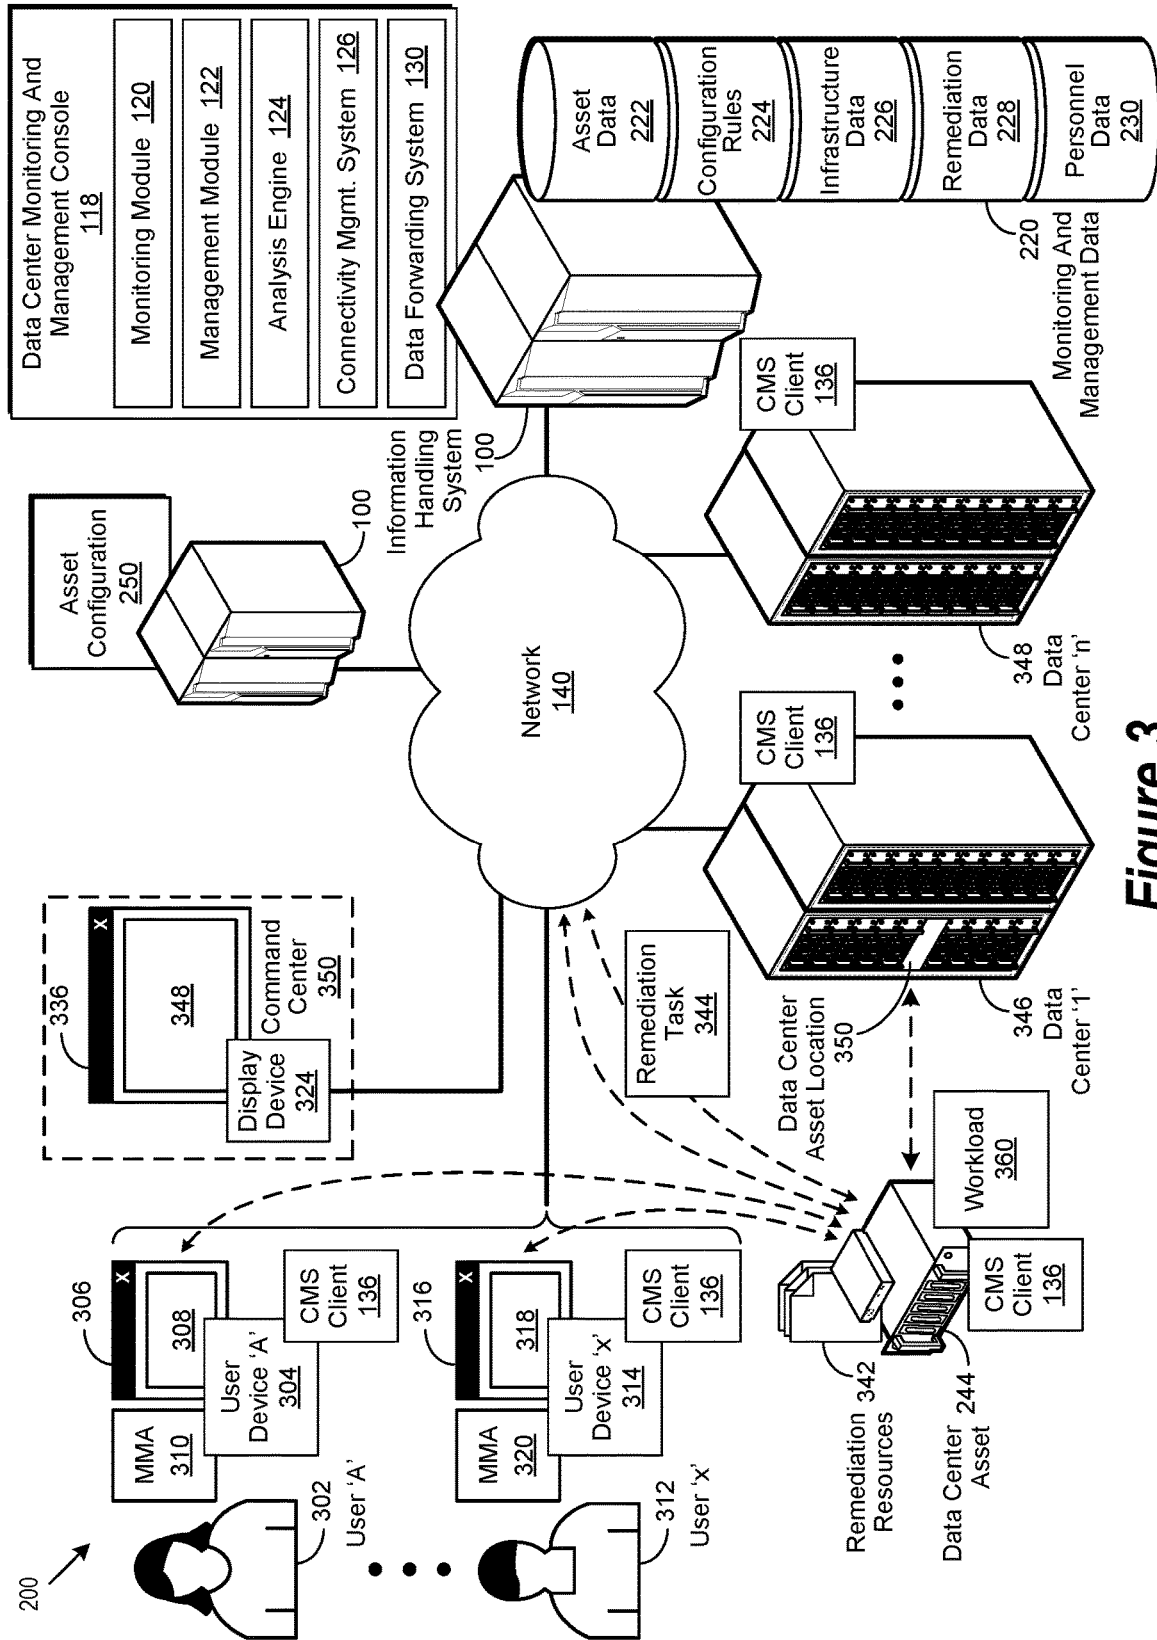 200
302
User 'A'
312
User 'x'
MMA
310
306
X
308
User
Device 'A'
304
CMS
Client
136
MMA
320
316
X
318
User
Device 'x'
314
CMS
Client
136
342
Remediation
Resources
244
Data Center
Asset
CMS
Client
136
Workload
360
336
X
348
Command
Center
350
Display
Device
324
Remediation
Task
344
Data Center
Asset Location
350
346
Data
Center '1'
CMS
Client
136
Network
140
Asset
Configuration
250
100
348
Data
Center 'n'
CMS
Client
136
Information
Handling
System
100
Data Center Monitoring And
Management Console
118
Monitoring Module 120
Management Module 122
Analysis Engine 124
Connectivity Mgmt. System 126
Data Forwarding System 130
Asset
Data
222
Configuration
Rules
224
Infrastructure
Data
226
Remediation
Data
228
Personnel
Data
230
220
Monitoring And
Management Data
Figure 3